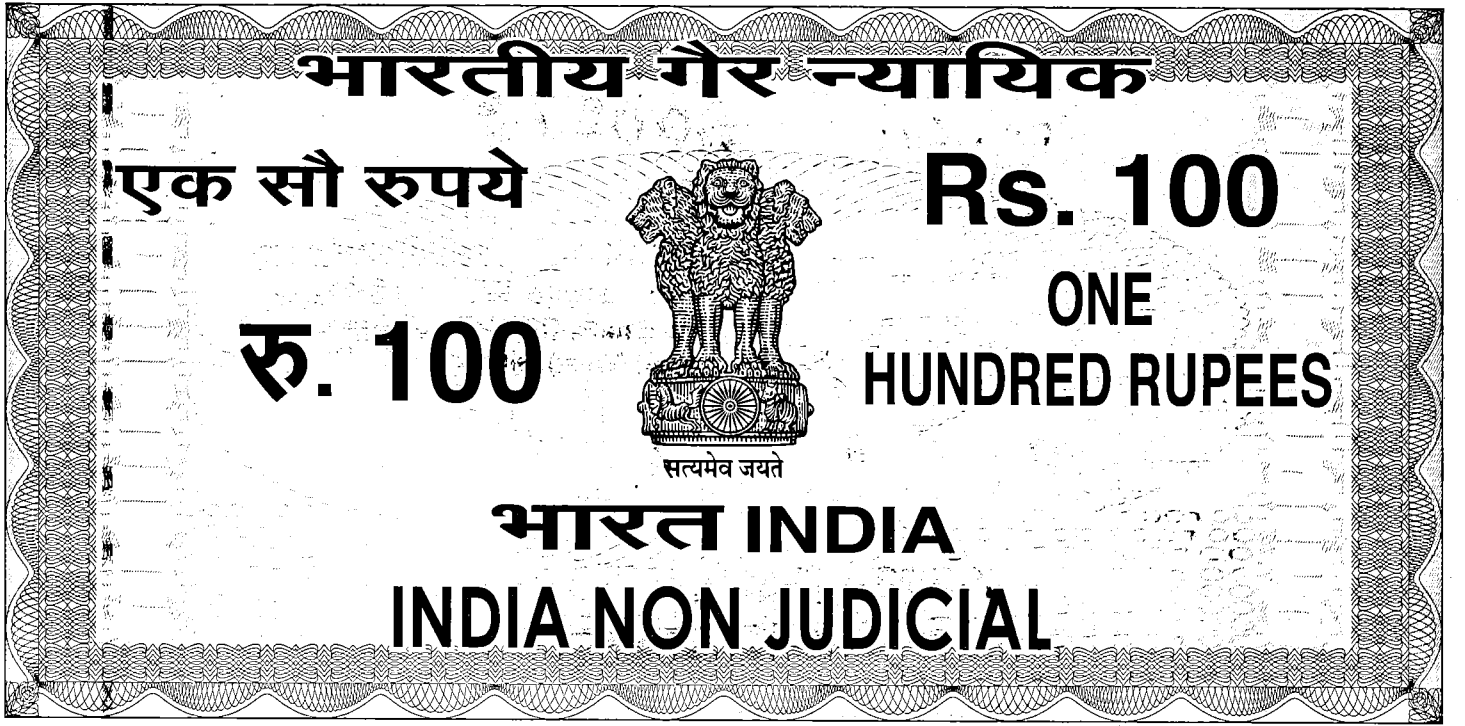 भारतीय गैर न्यायिक
एक सौ रुपये
रु. 100
Rs. 100
ONE
HUNDRED RUPEES
सत्यमेव जयते
भारत INDIA
INDIA NON JUDICIAL